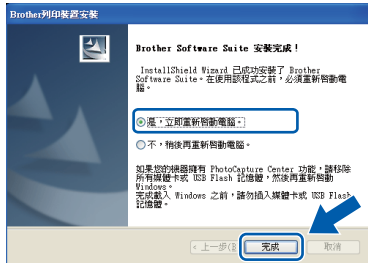 Brother列印裝置安裝
Brother Software Suite 安裝完成！
InstallShield Wizard 已成功安裝了 Brother
Software Suite。在使用該程式之前，必須重新啓動電
腦。
是，立即重新啓動電腦。
不，稍後再重新啓動電腦。
如果您的機器擁有 PhotoCapture Center 功能，請移除
所有媒體卡或 USB Flash 記憶體，然後再重新啓動
Windows。
完成載入 Windows 之前，請勿插入媒體卡或 USB Flash
記憶體。
< 上一步(B 完成 取消